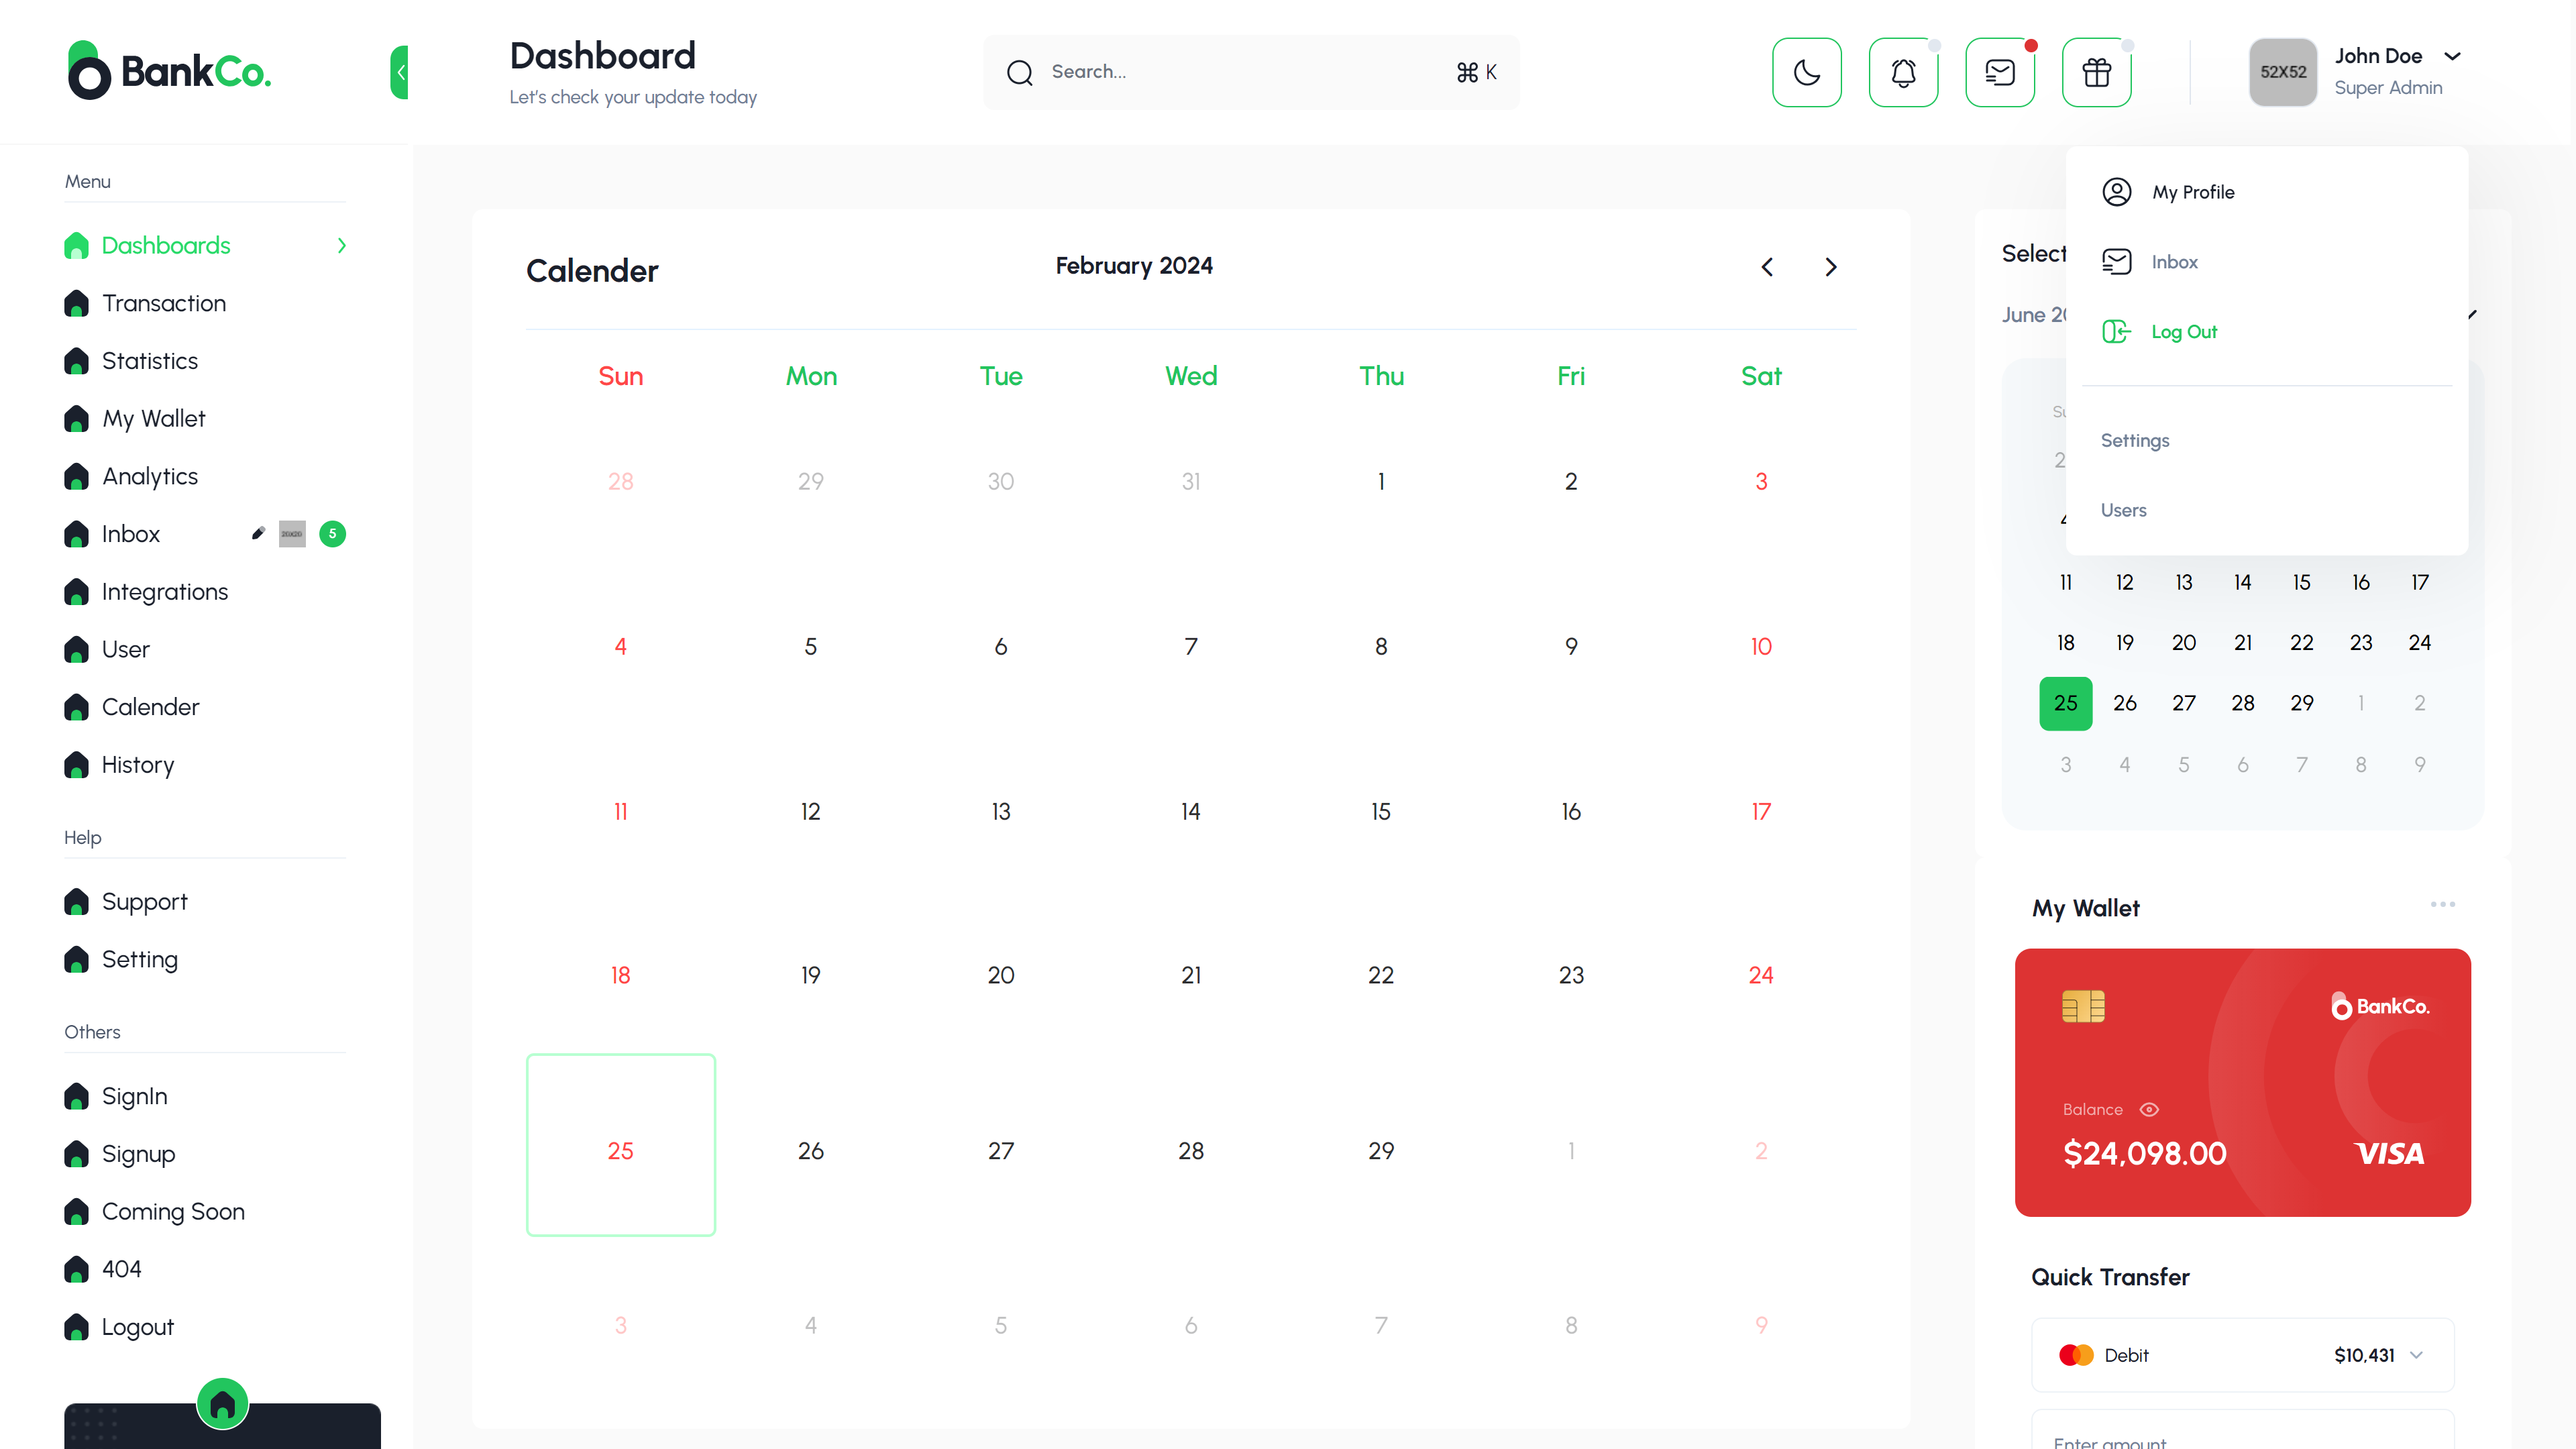 BankCo.
Dashboard
Let's check your update today
Search...
⌘ K
52X52
John Doe
Super Admin
Menu
Dashboards
Transaction
Statistics
My Wallet
Analytics
Inbox
20X20
5
Integrations
User
Calender
History
Help
Support
Setting
Others
SignIn
Signup
Coming Soon
404
Logout
Calender
February 2024
Sun Mon Tue Wed Thu Fri Sat
28 29 30 31 1 2 3
4 5 6 7 8 9 10
11 12 13 14 15 16 17
18 19 20 21 22 23 24
25 26 27 28 29 1 2
3 4 5 6 7 8 9
My Profile
Inbox
Log Out
Settings
Users
Select
June 20
11 12 13 14 15 16 17
18 19 20 21 22 23 24
25 26 27 28 29 1 2
3 4 5 6 7 8 9
My Wallet
BankCo.
Balance
$24,098.00
VISA
Quick Transfer
Debit
$10,431
Enter amount